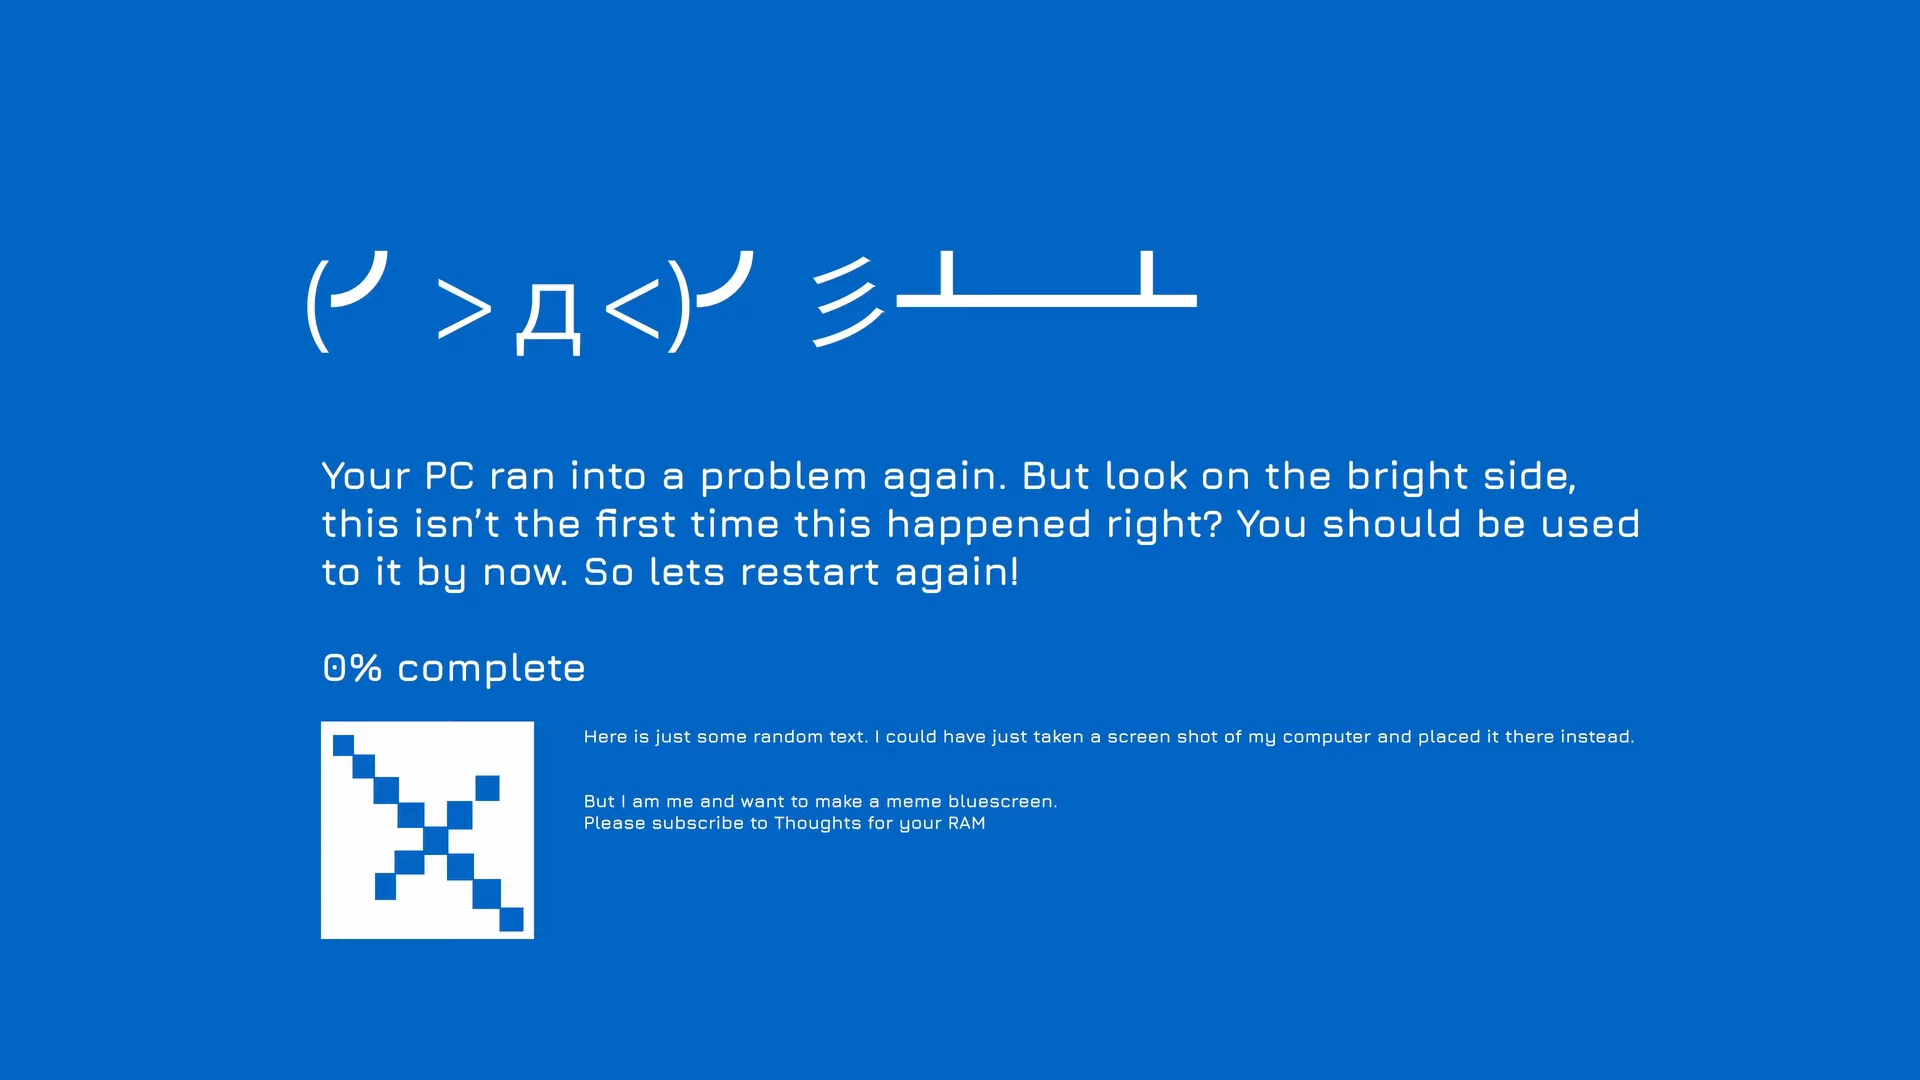 (╯>д<)╯ 彡┻━┻
Your PC ran into a problem again. But look on the bright side,
this isn’t the first time this happened right? You should be used
to it by now. So lets restart again!
0% complete
Here is just some random text. I could have just taken a screen shot of my computer and placed it there instead.
But I am me and want to make a meme bluescreen.
Please subscribe to Thoughts for your RAM